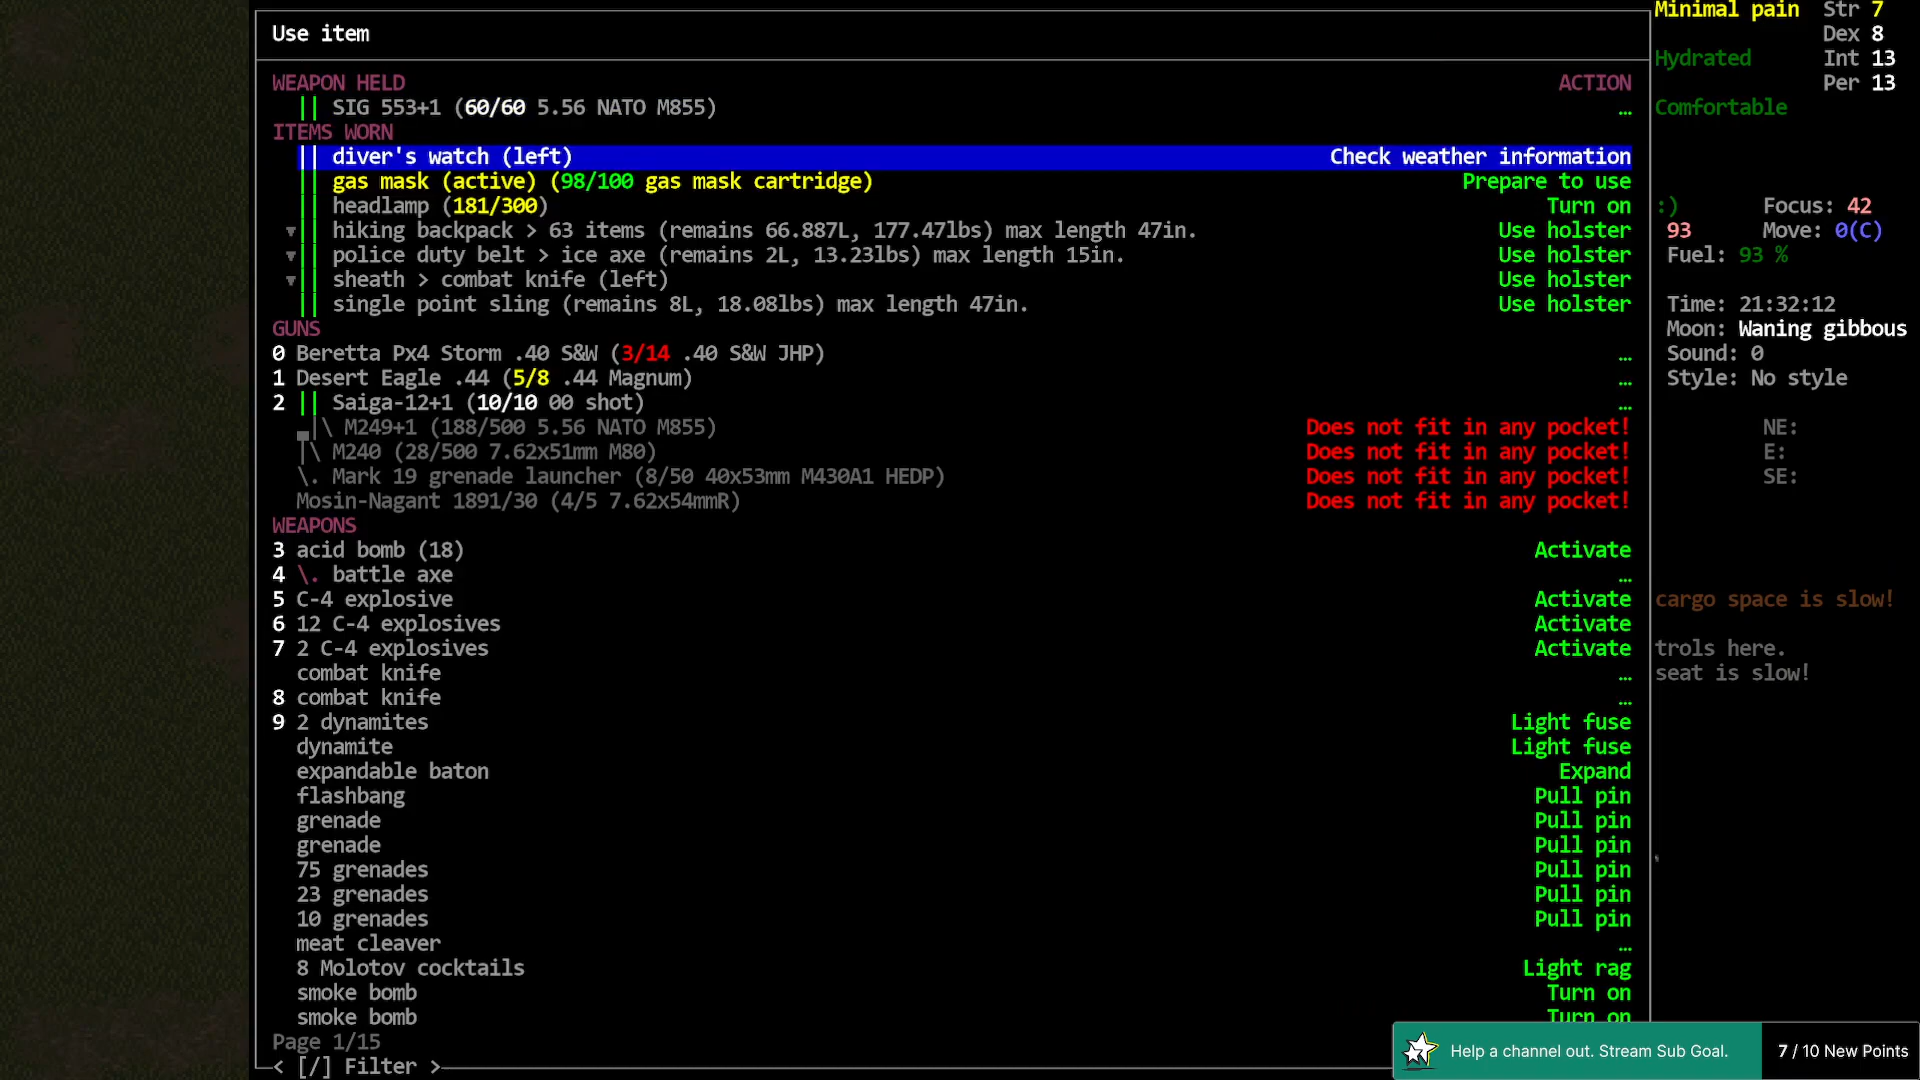 Use item
WEAPON HELD ACTION
|| SIG 553+1 (60/60 5.56 NATO M855) …
ITEMS WORN
|| diver's watch (left) Check weather information
|| gas mask (active) (98/100 gas mask cartridge) Prepare to use
|| headlamp (181/300) Turn on
▼|| hiking backpack > 63 items (remains 66.887L, 177.47lbs) max length 47in. Use holster
▼|| police duty belt > ice axe (remains 2L, 13.23lbs) max length 15in. Use holster
▼|| sheath > combat knife (left) Use holster
|| single point sling (remains 8L, 18.08lbs) max length 47in. Use holster
GUNS
0 Beretta Px4 Storm .40 S&W (3/14 .40 S&W JHP) …
1 Desert Eagle .44 (5/8 .44 Magnum) …
2 || Saiga-12+1 (10/10 00 shot) …
|\ M249+1 (188/500 5.56 NATO M855) Does not fit in any pocket!
|\ M240 (28/500 7.62x51mm M80) Does not fit in any pocket!
\. Mark 19 grenade launcher (8/50 40x53mm M430A1 HEDP) Does not fit in any pocket!
Mosin-Nagant 1891/30 (4/5 7.62x54mmR) Does not fit in any pocket!
WEAPONS
3 acid bomb (18) Activate
4 \. battle axe …
5 C-4 explosive Activate
6 12 C-4 explosives Activate
7 2 C-4 explosives Activate
combat knife …
8 combat knife …
9 2 dynamites Light fuse
dynamite Light fuse
expandable baton Expand
flashbang Pull pin
grenade Pull pin
grenade Pull pin
75 grenades Pull pin
23 grenades Pull pin
10 grenades Pull pin
meat cleaver …
8 Molotov cocktails Light rag
smoke bomb Turn on
smoke bomb Turn on
Page 1/15
< [/] Filter >
Minimal pain Str 7
Dex 8
Hydrated Int 13
Per 13
Comfortable
:) Focus: 42
93 Move: 0(C)
Fuel: 93 %
Time: 21:32:12
Moon: Waning gibbous
Sound: 0
Style: No style
NE:
E:
SE:
cargo space is slow!
trols here.
seat is slow!
Help a channel out. Stream Sub Goal. 7 / 10 New Points